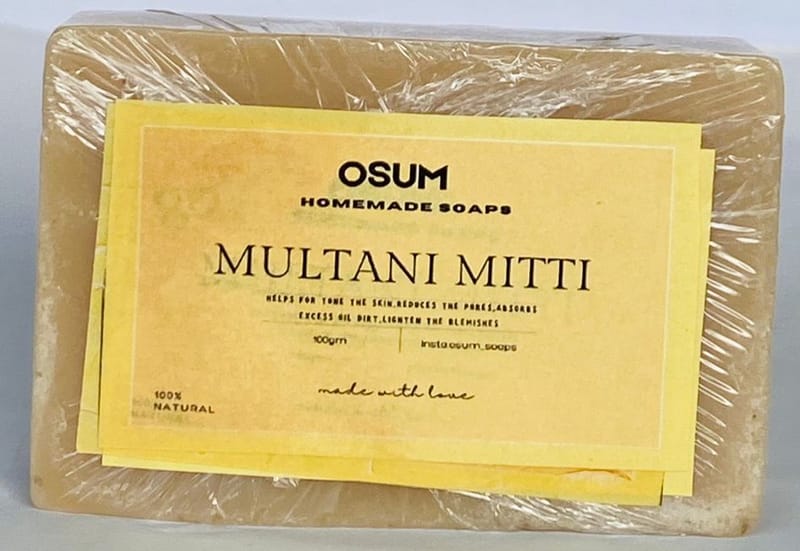 OSUM
HOMEMADE SOAPS
MULTANI MITTI
HELPS FOR TONE THE SKIN,REDUCES THE PORES,ABSORBS
EXCESS OIL DIRT,LIGHTEN THE BLEMISHES
100gm
Insta:osum_soaps
made with love
100%
NATURAL